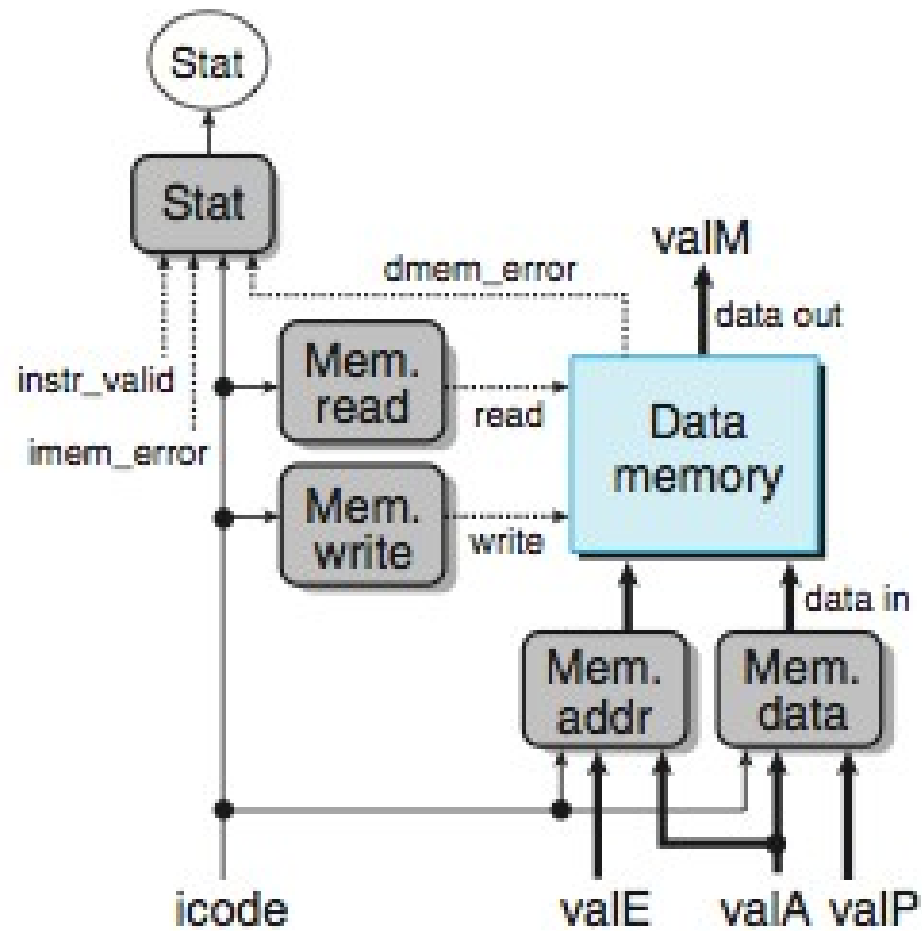 Stat
Stat
valM
dmem_error
data out
instr_valid
Mem.
read
read
Data
memory
imem_error
Mem.
write
write
data in
Mem.
addr
Mem.
data
icode
valE
valA
valP